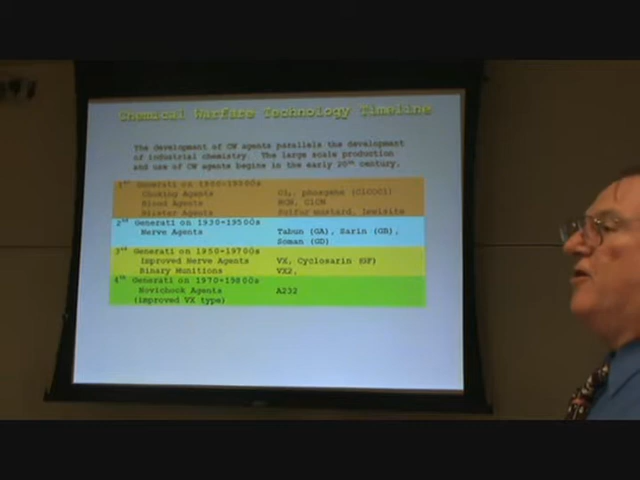 Chemical Warfare Technology Timeline
The development of CW agents parallels the development
of industrial chemistry. The large scale production
and use of CW agents begins in the early 20th century.
1st Generation 1900-1930s
Choking Agents Cl2, phosgene (ClCOCl)
Blood Agents HCN, ClCN
Blister Agents Sulfur mustard, Lewisite
2nd Generation 1930-1950s
Nerve Agents Tabun (GA), Sarin (GB),
Soman (GD)
3rd Generation 1950-1970s
Improved Nerve Agents VX, Cyclosarin (GF)
Binary Munitions VX2,
4th Generation 1970-1980s
Novichock Agents A232
(improved VX type)